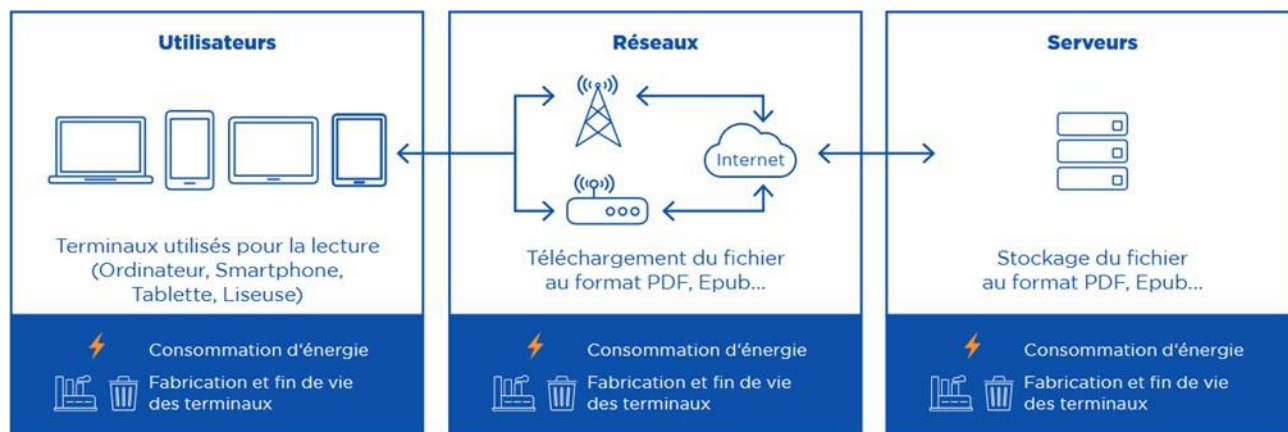 Utilisateurs
Terminaux utilisés pour la lecture
(Ordinateur, Smartphone,
Tablette, Liseuse)
Consommation d'énergie
Fabrication et fin de vie
des terminaux
Réseaux
Internet
Téléchargement du fichier
au format PDF, Epub...
Consommation d'énergie
Fabrication et fin de vie
des terminaux
Serveurs
Stockage du fichier
au format PDF, Epub...
Consommation d'énergie
Fabrication et fin de vie
des terminaux